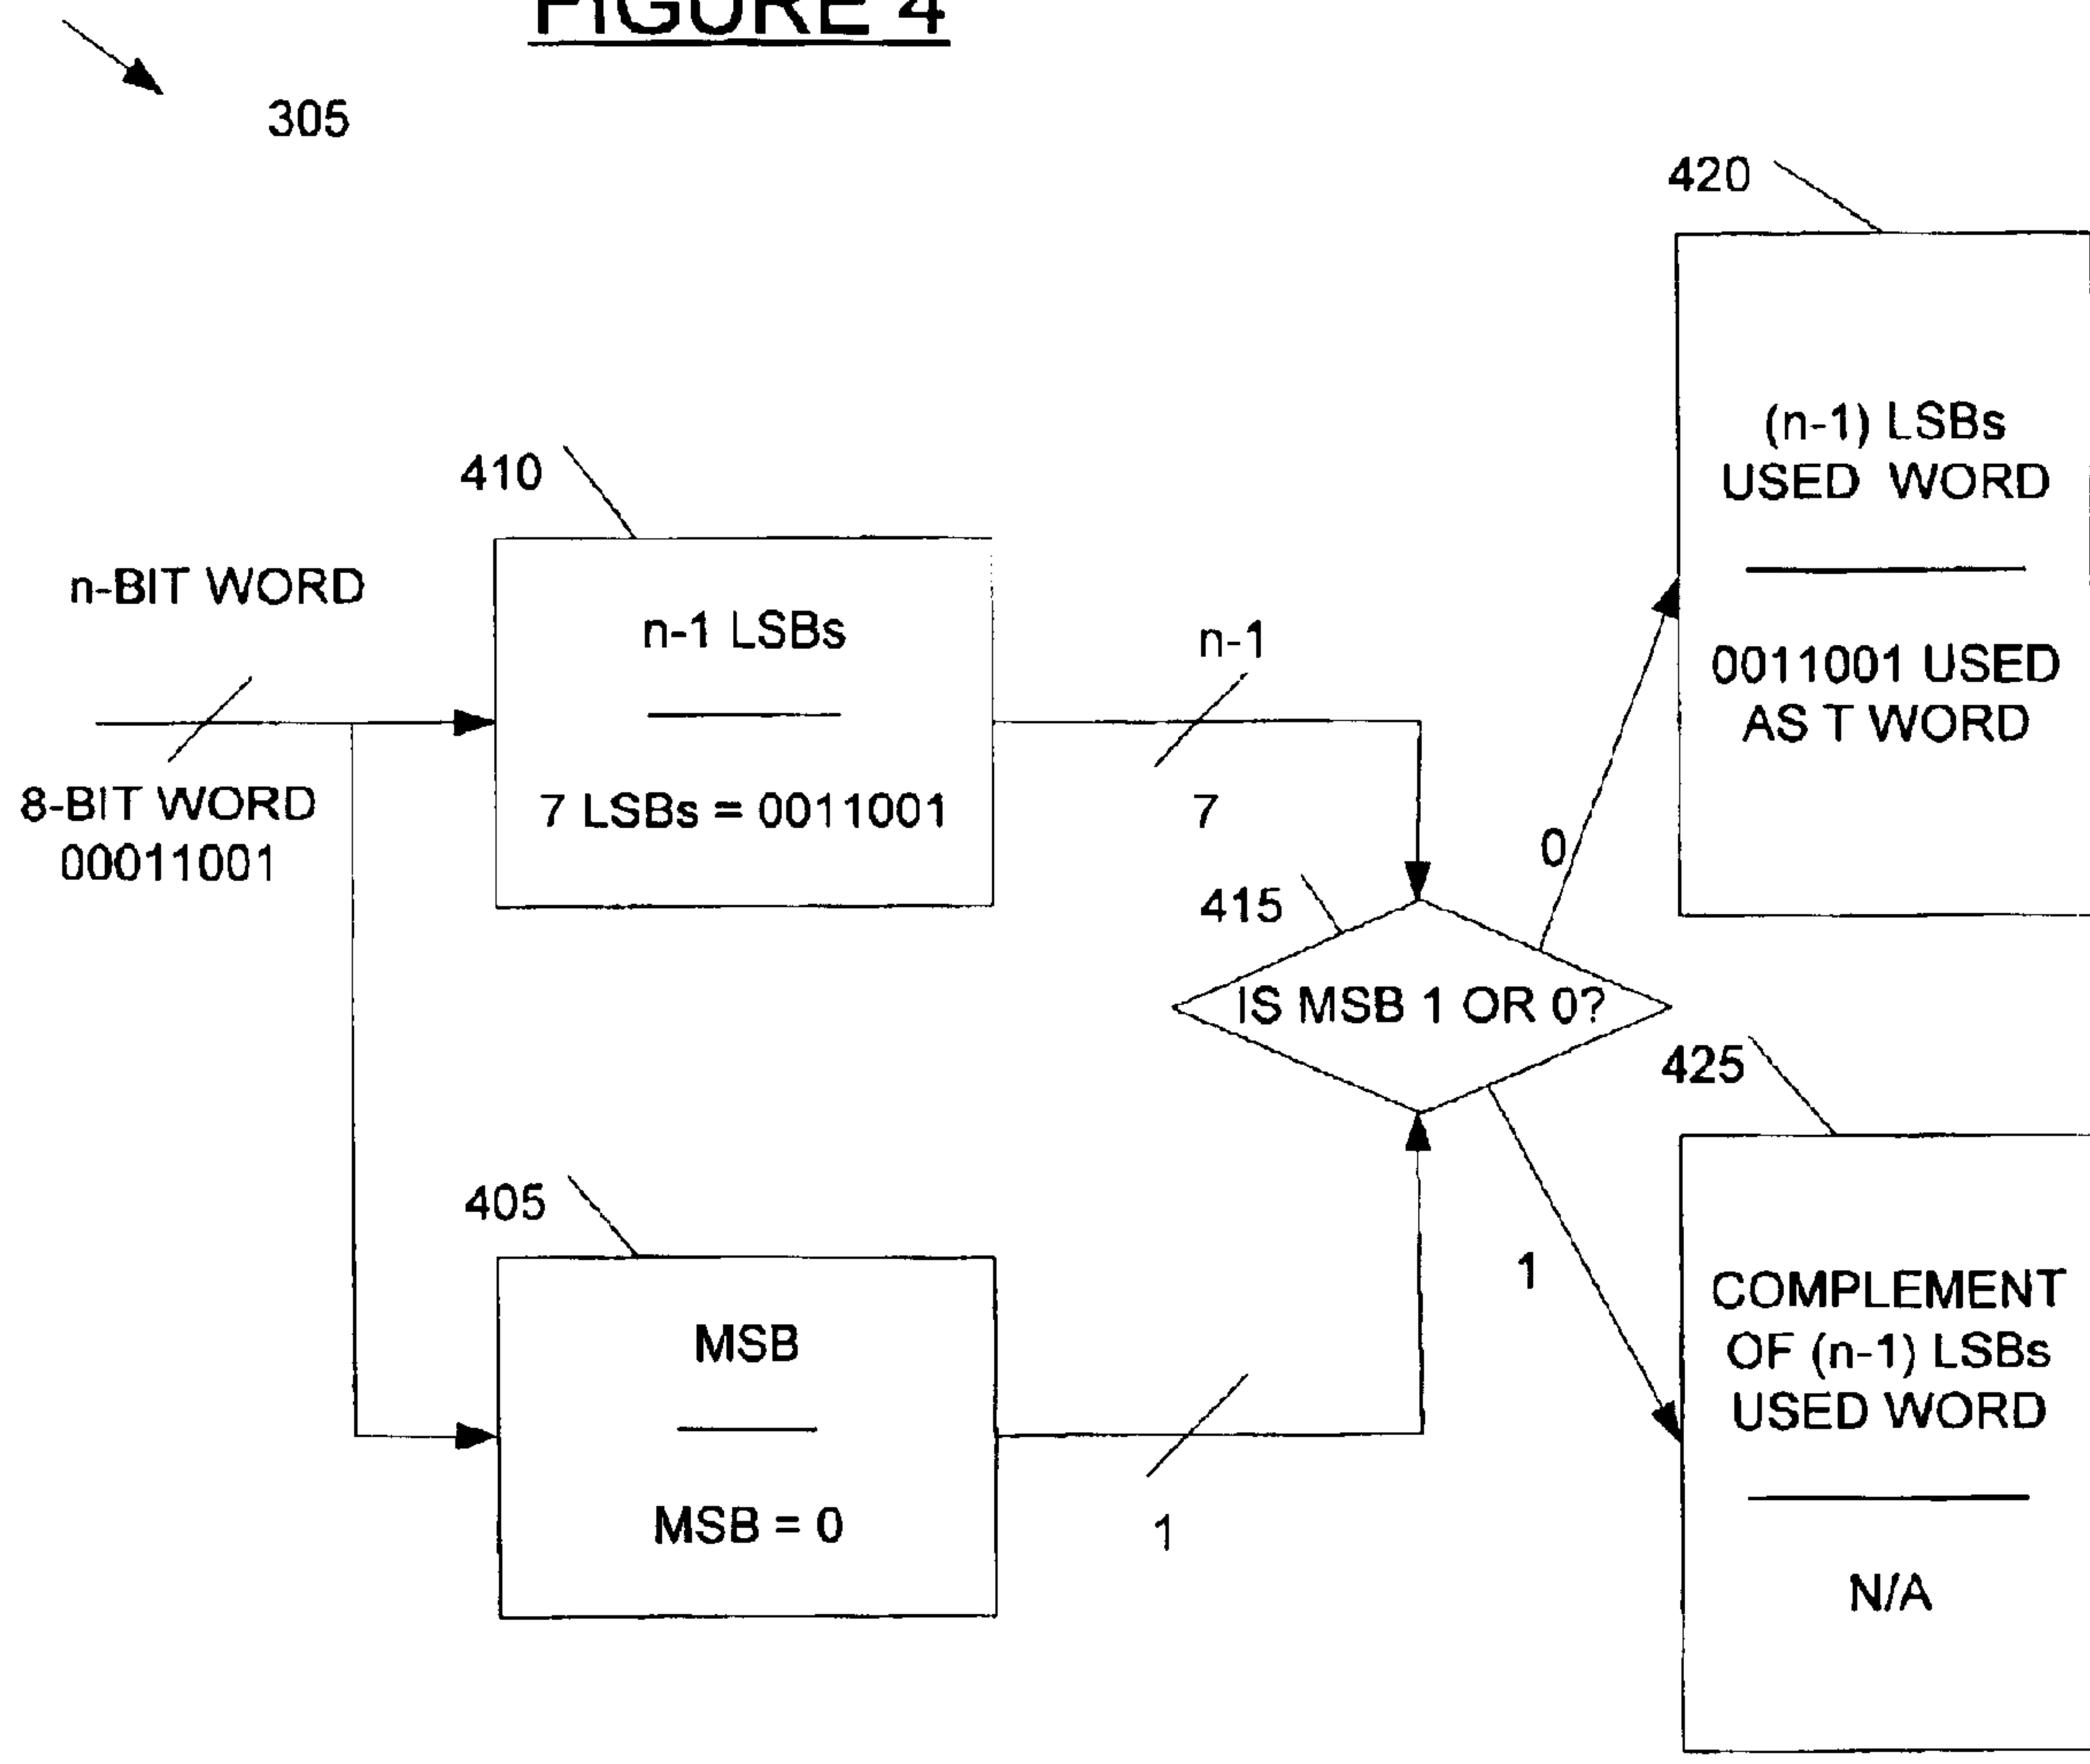 FIGURE 4
305
420
(n-1) LSBs
USED WORD
0011001 USED
AS T WORD
410
n-BIT WORD
n-1 LSBs
7 LSBs = 0011001
n-1
7
8-BIT WORD
00011001
0
415
IS MSB 1 OR 0?
425
405
MSB
MSB = 0
1
1
COMPLEMENT
OF (n-1) LSBs
USED WORD
N/A